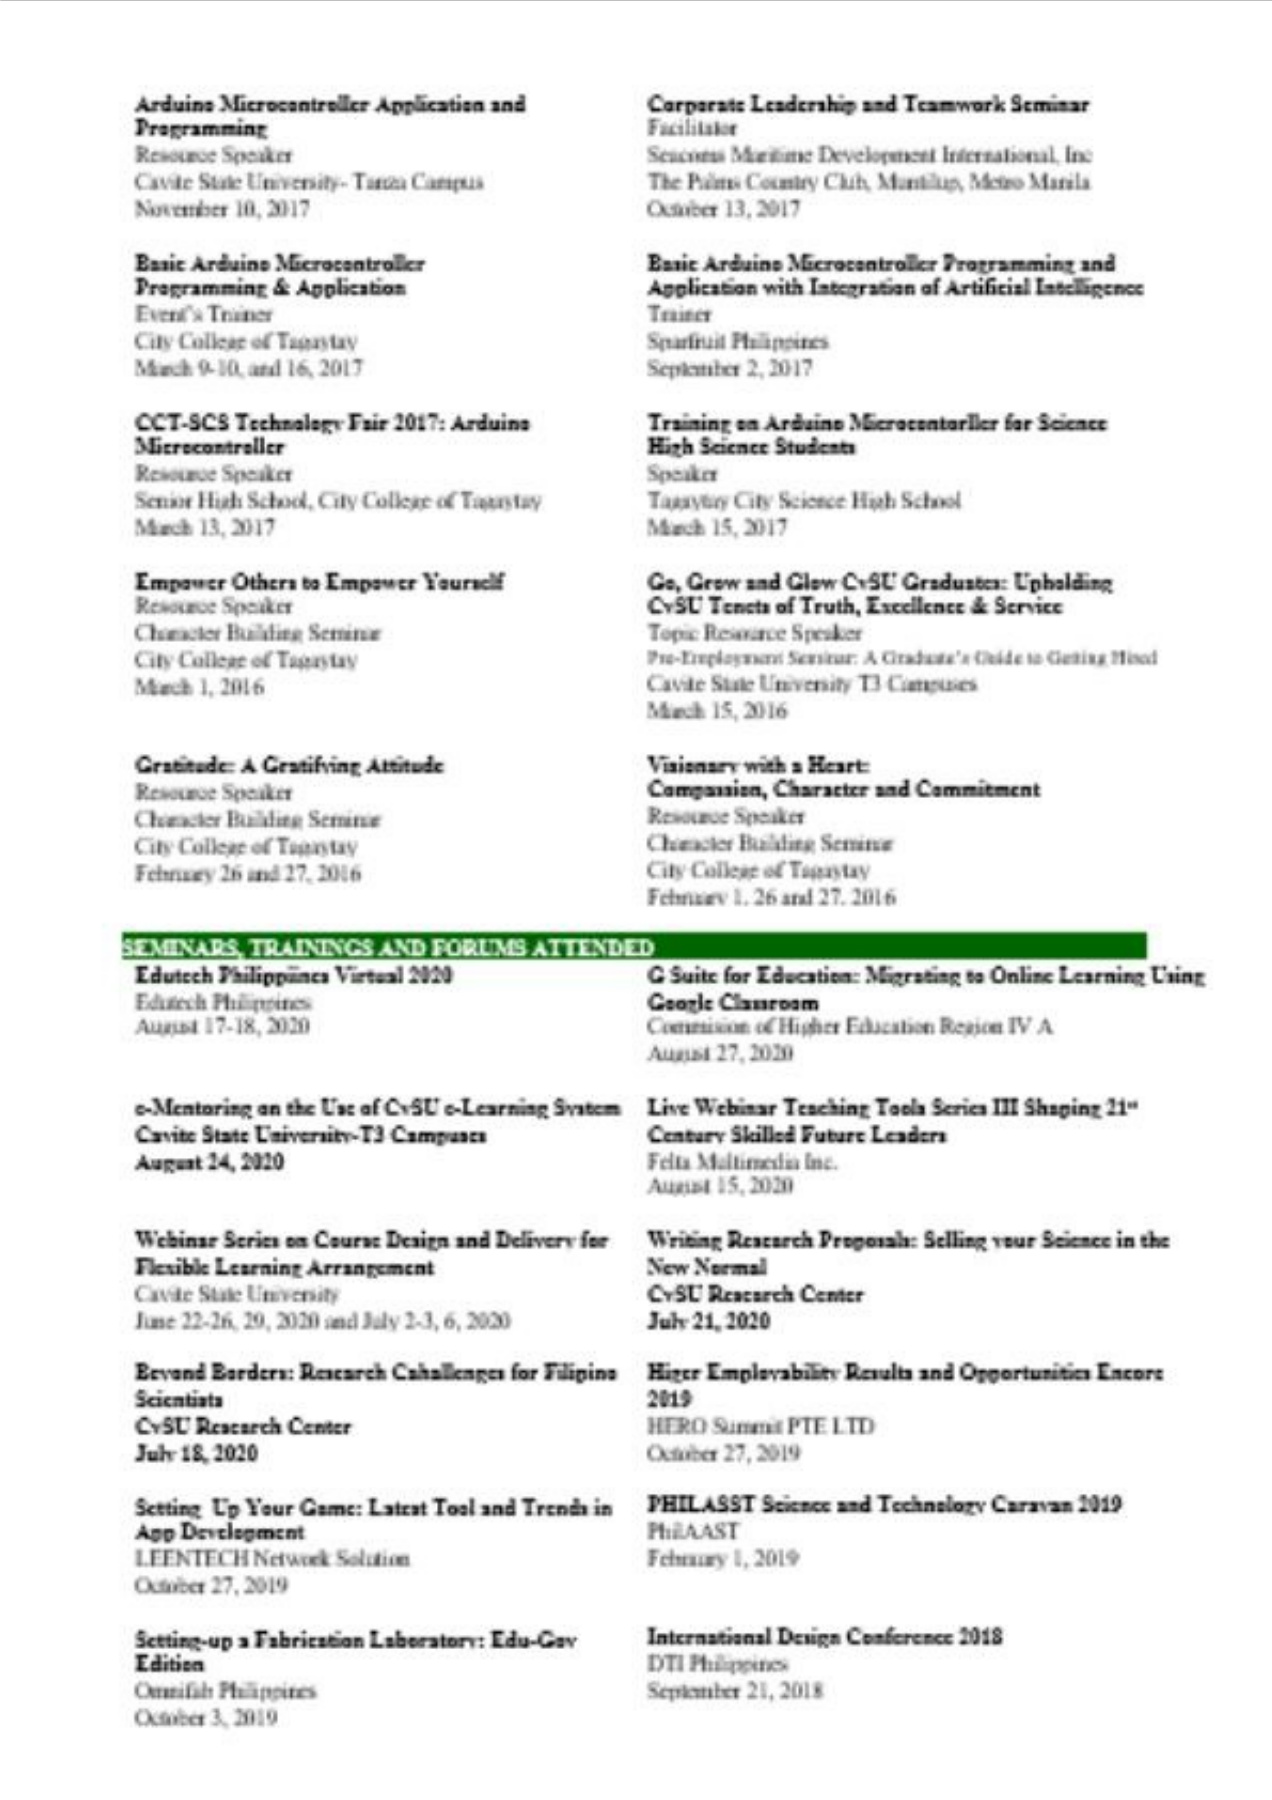 Arduino Microcontroller Application and
Programming
Resource Speaker
Cavite State University- Tanza Campus
November 10, 2017
Corporate Leadership and Teamwork Seminar
Facilitator
Seacoms Maritime Development International, Inc
The Palms Country Club, Muntilup, Metro Manila
October 13, 2017
Basic Arduino Microcontroller
Programming & Application
Event's Trainer
City College of Tagaytay
March 9-10, and 16, 2017
Basic Arduino Microcontroller Programming and
Application with Integration of Artificial Intelligence
Trainer
Sparfruit Philippines
September 2, 2017
CCT-SCS Technology Fair 2017: Arduino
Microcontroller
Resource Speaker
Senior High School, City College of Tagaytay
March 13, 2017
Training on Arduino Microcontorller for Science
High Science Students
Speaker
Tagaytay City Science High School
March 15, 2017
Empower Others to Empower Yourself
Resource Speaker
Character Building Seminar
City College of Tagaytay
March 1, 2016
Go, Grow and Glow CvSU Graduates: Upholding
CvSU Tenets of Truth, Excellence & Service
Topic Resource Speaker
Pre-Employment Seminar: A Graduate's Guide to Getting Hired
Cavite State University T3 Campuses
March 15, 2016
Gratitude: A Gratifying Attitude
Resource Speaker
Character Building Seminar
City College of Tagaytay
February 26 and 27, 2016
Visionary with a Heart:
Compassion, Character and Commitment
Resource Speaker
Character Building Seminar
City College of Tagaytay
February 1, 26 and 27, 2016
SEMINARS, TRAININGS AND FORUMS ATTENDED
Edutech Philippiines Virtual 2020
Edutech Philippines
August 17-18, 2020
G Suite for Education: Migrating to Online Learning Using
Google Classroom
Commision of Higher Education Region IV A
August 27, 2020
e-Mentoring on the Use of CvSU e-Learning System
Cavite State University-T3 Campuses
August 24, 2020
Live Webinar Teaching Tools Series III Shaping 21st
Century Skilled Future Leaders
Felta Multimedia Inc.
August 15, 2020
Webinar Series on Course Design and Delivery for
Flexible Learning Arrangement
Cavite State University
June 22-26, 29, 2020 and July 2-3, 6, 2020
Writing Research Proposals: Selling your Science in the
New Normal
CvSU Research Center
July 21, 2020
Beyond Borders: Research Cahallenges for Filipino
Scientists
CvSU Research Center
July 18, 2020
Higer Employability Results and Opportunities Encore
2019
HERO Summit PTE LTD
October 27, 2019
Setting Up Your Game: Latest Tool and Trends in
App Development
LEENTECH Network Solution
October 27, 2019
PHILASST Science and Technology Caravan 2019
PhilAAST
February 1, 2019
Setting-up a Fabrication Laboratory: Edu-Gov
Edition
Omnifab Philippines
October 3, 2019
International Design Conference 2018
DTI Philippines
September 21, 2018